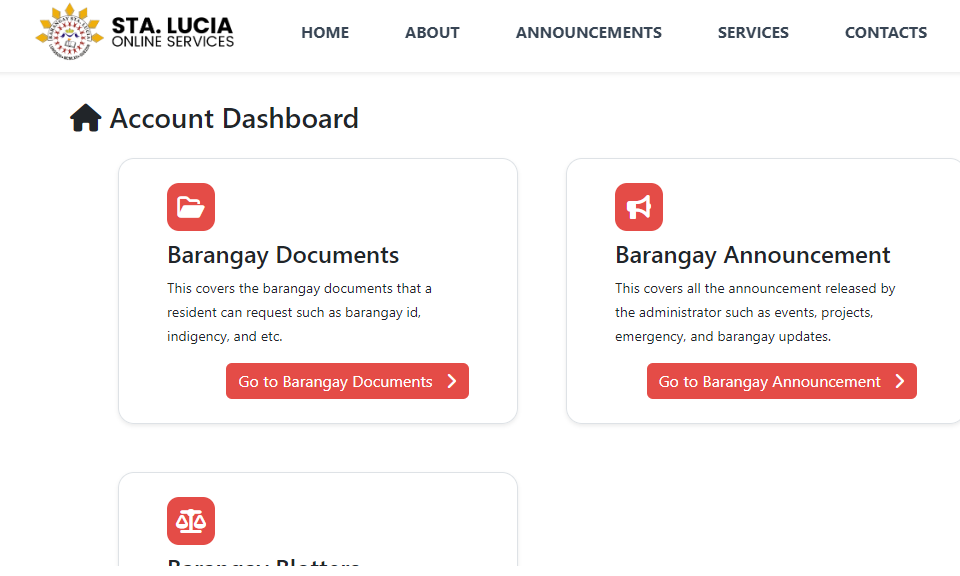 STA. LUCIA
ONLINE SERVICES
HOME ABOUT ANNOUNCEMENTS SERVICES CONTACTS
Account Dashboard
Barangay Documents
This covers the barangay documents that a
resident can request such as barangay id,
indigency, and etc.
Go to Barangay Documents
Barangay Announcement
This covers all the announcement released by
the administrator such as events, projects,
emergency, and barangay updates.
Go to Barangay Announcement
Barangay Blotters